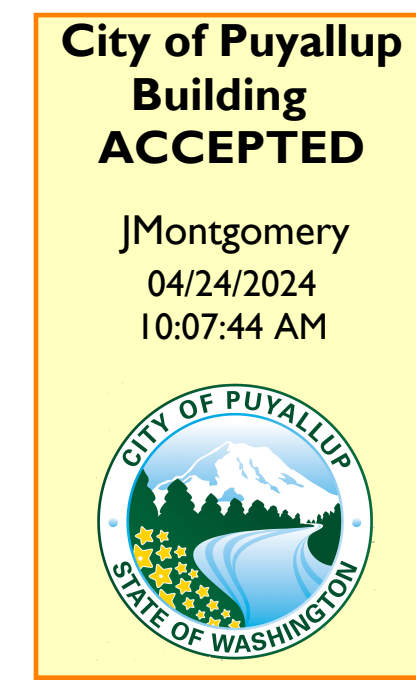 City of Puyallup
Building
ACCEPTED
JMontgomery
04/24/2024
10:07:44 AM
CITY OF PUYALLUP
STATE OF WASHINGTON